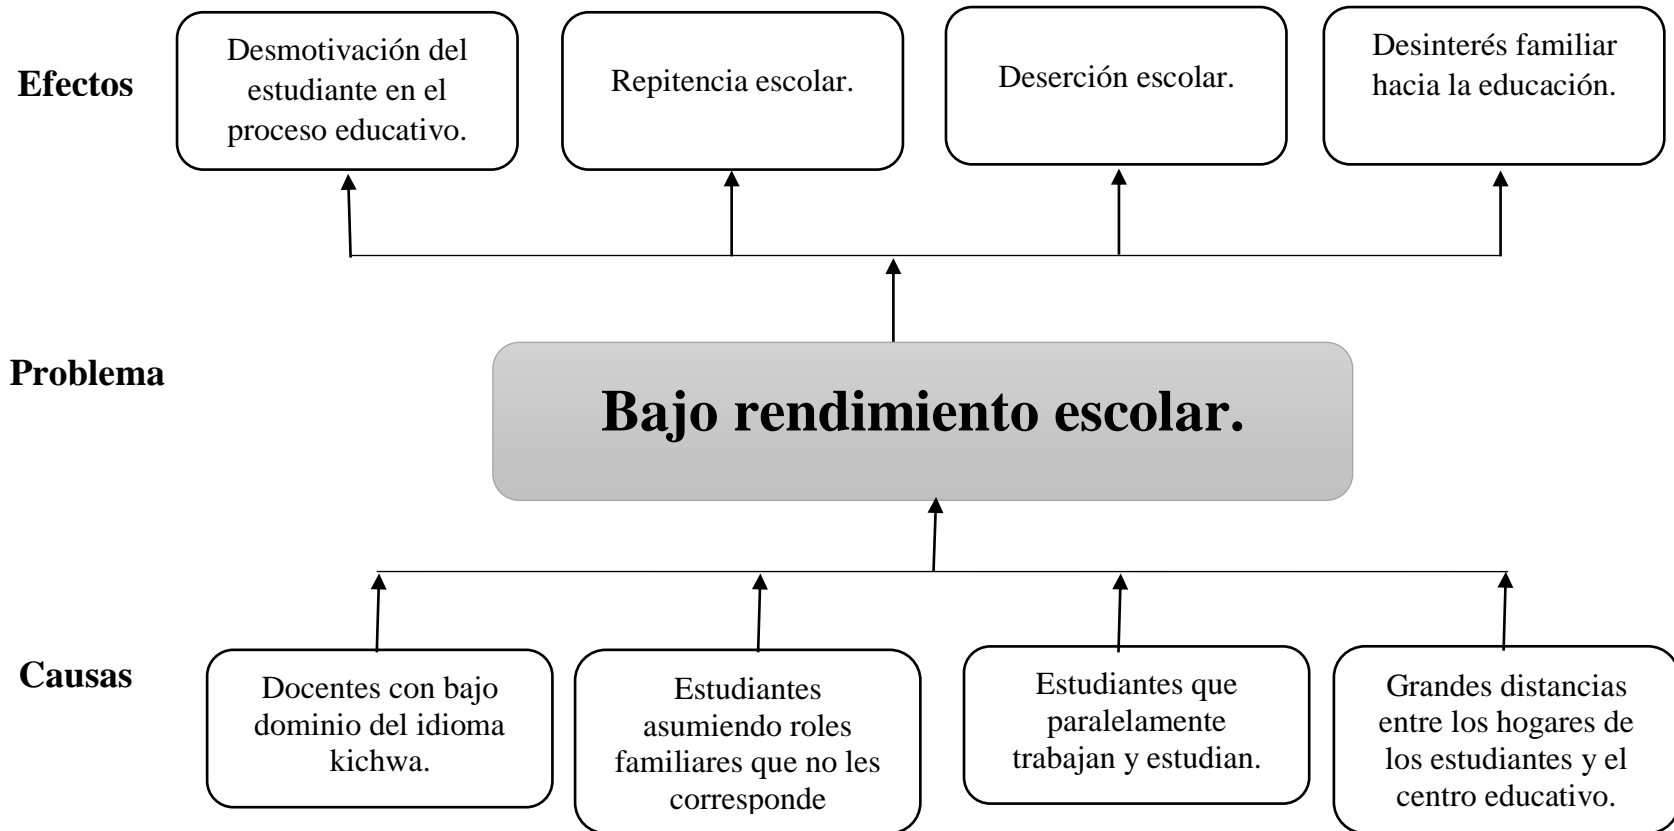 Efectos
Desmotivación del
estudiante en el
proceso educativo.
Repitencia escolar.
Deserción escolar.
Desinterés familiar
hacia la educación.
Problema
Bajo rendimiento escolar.
Causas
Docentes con bajo
dominio del idioma
kichwa.
Estudiantes
asumiendo roles
familiares que no les
corresponde
Estudiantes que
paralelamente
trabajan y estudian.
Grandes distancias
entre los hogares de
los estudiantes y el
centro educativo.